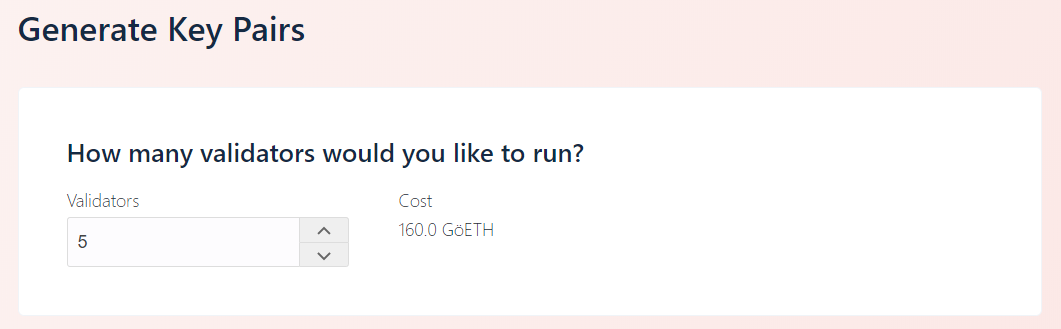 Generate Key Pairs
How many validators would you like to run?
Validators
Cost
5
160.0 GöETH